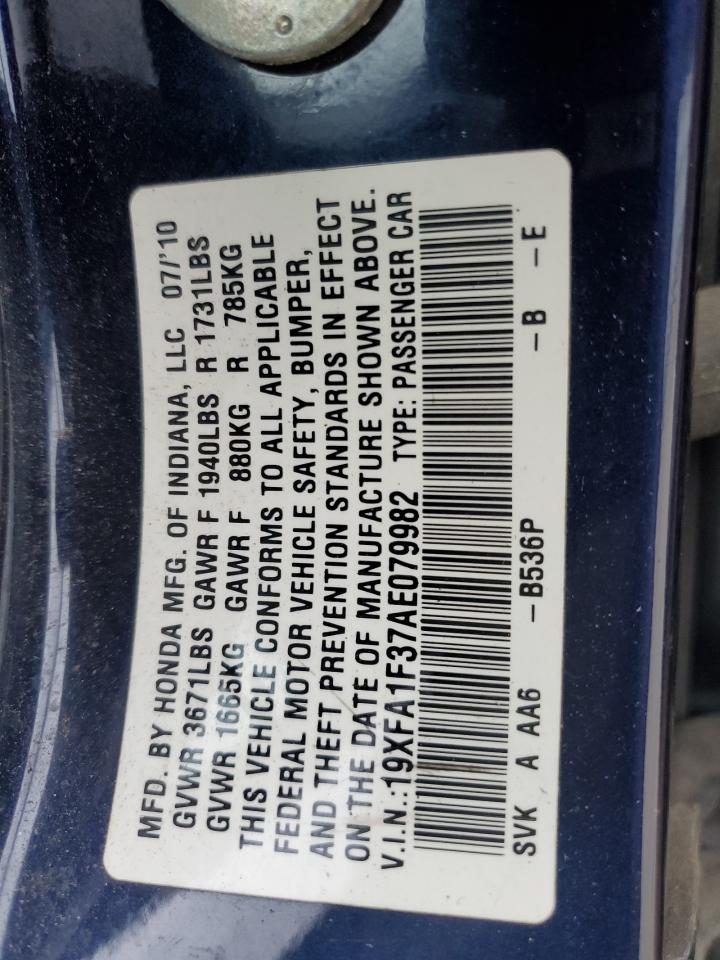 MFD. BY HONDA MFG. OF INDIANA, LLC 07/'10
GVWR 3671LBS GAWR F 1940LBS R 1731LBS
GVWR 1665KG GAWR F 880KG R 785KG
THIS VEHICLE CONFORMS TO ALL APPLICABLE
FEDERAL MOTOR VEHICLE SAFETY, BUMPER,
AND THEFT PREVENTION STANDARDS IN EFFECT
ON THE DATE OF MANUFACTURE SHOWN ABOVE.
V.I.N.:19XFA1F37AE079982 TYPE: PASSENGER CAR
SVK A AA6 -B536P -B -E